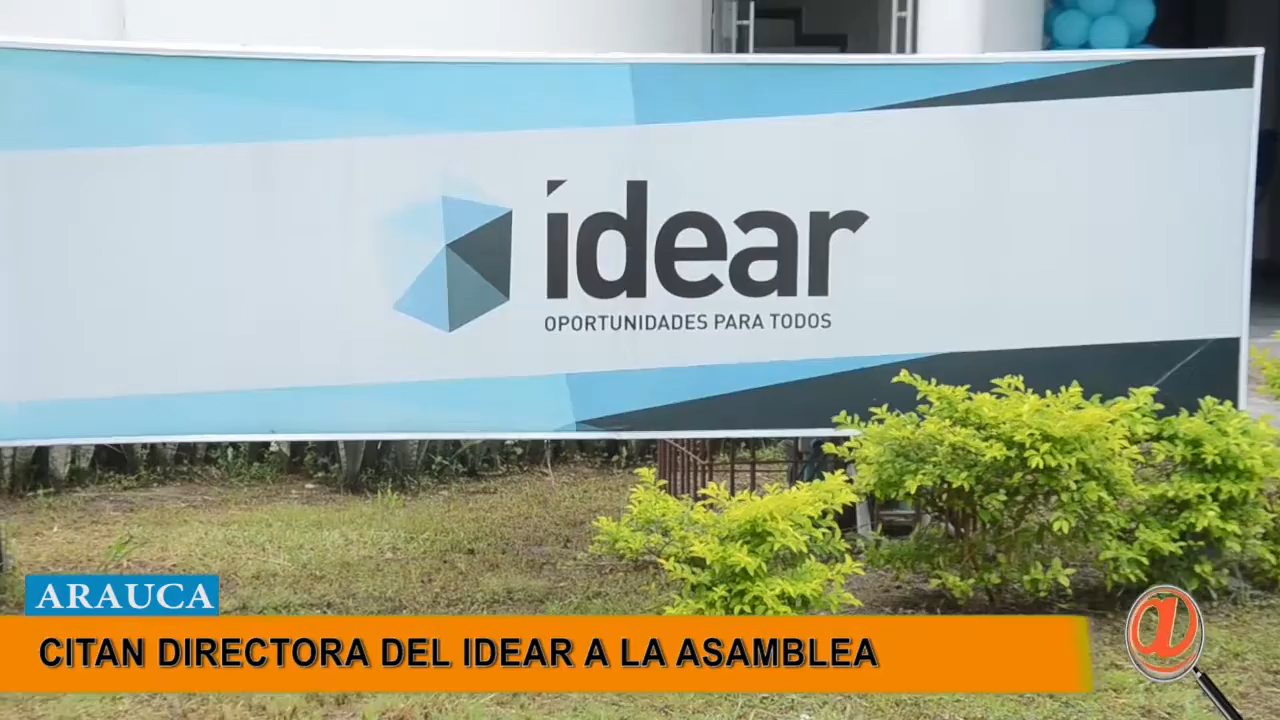 idear
OPORTUNIDADES PARA TODOS
ARAUCA
CITAN DIRECTORA DEL IDEAR A LA ASAMBLEA
@